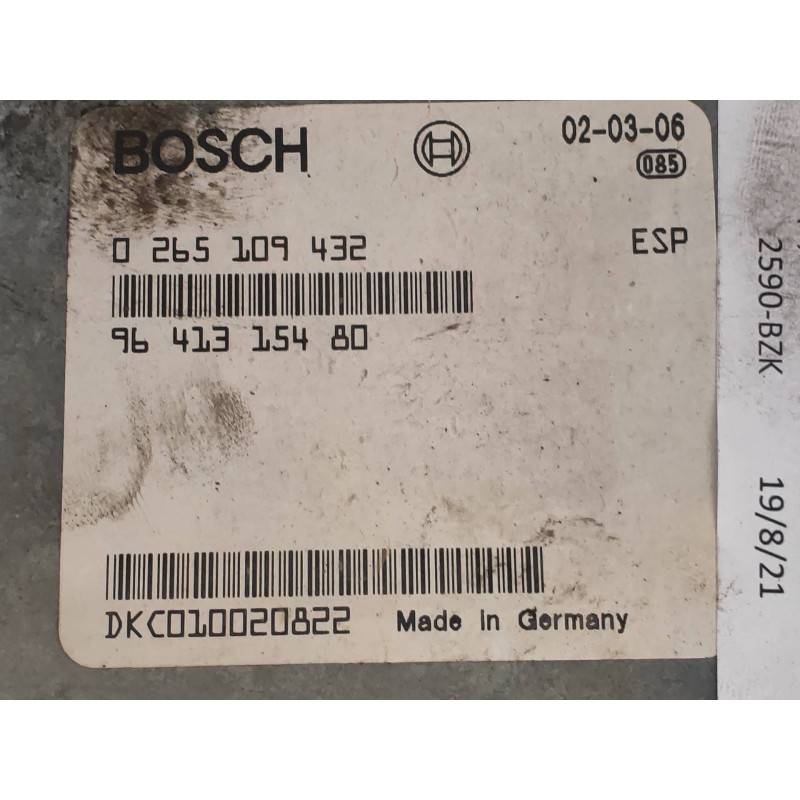 BOSCH
02-03-06
085
0 265 109 432
ESP
96 413 154 80
DKC010020822
Made in Germany
2590-BZK
19/8/21